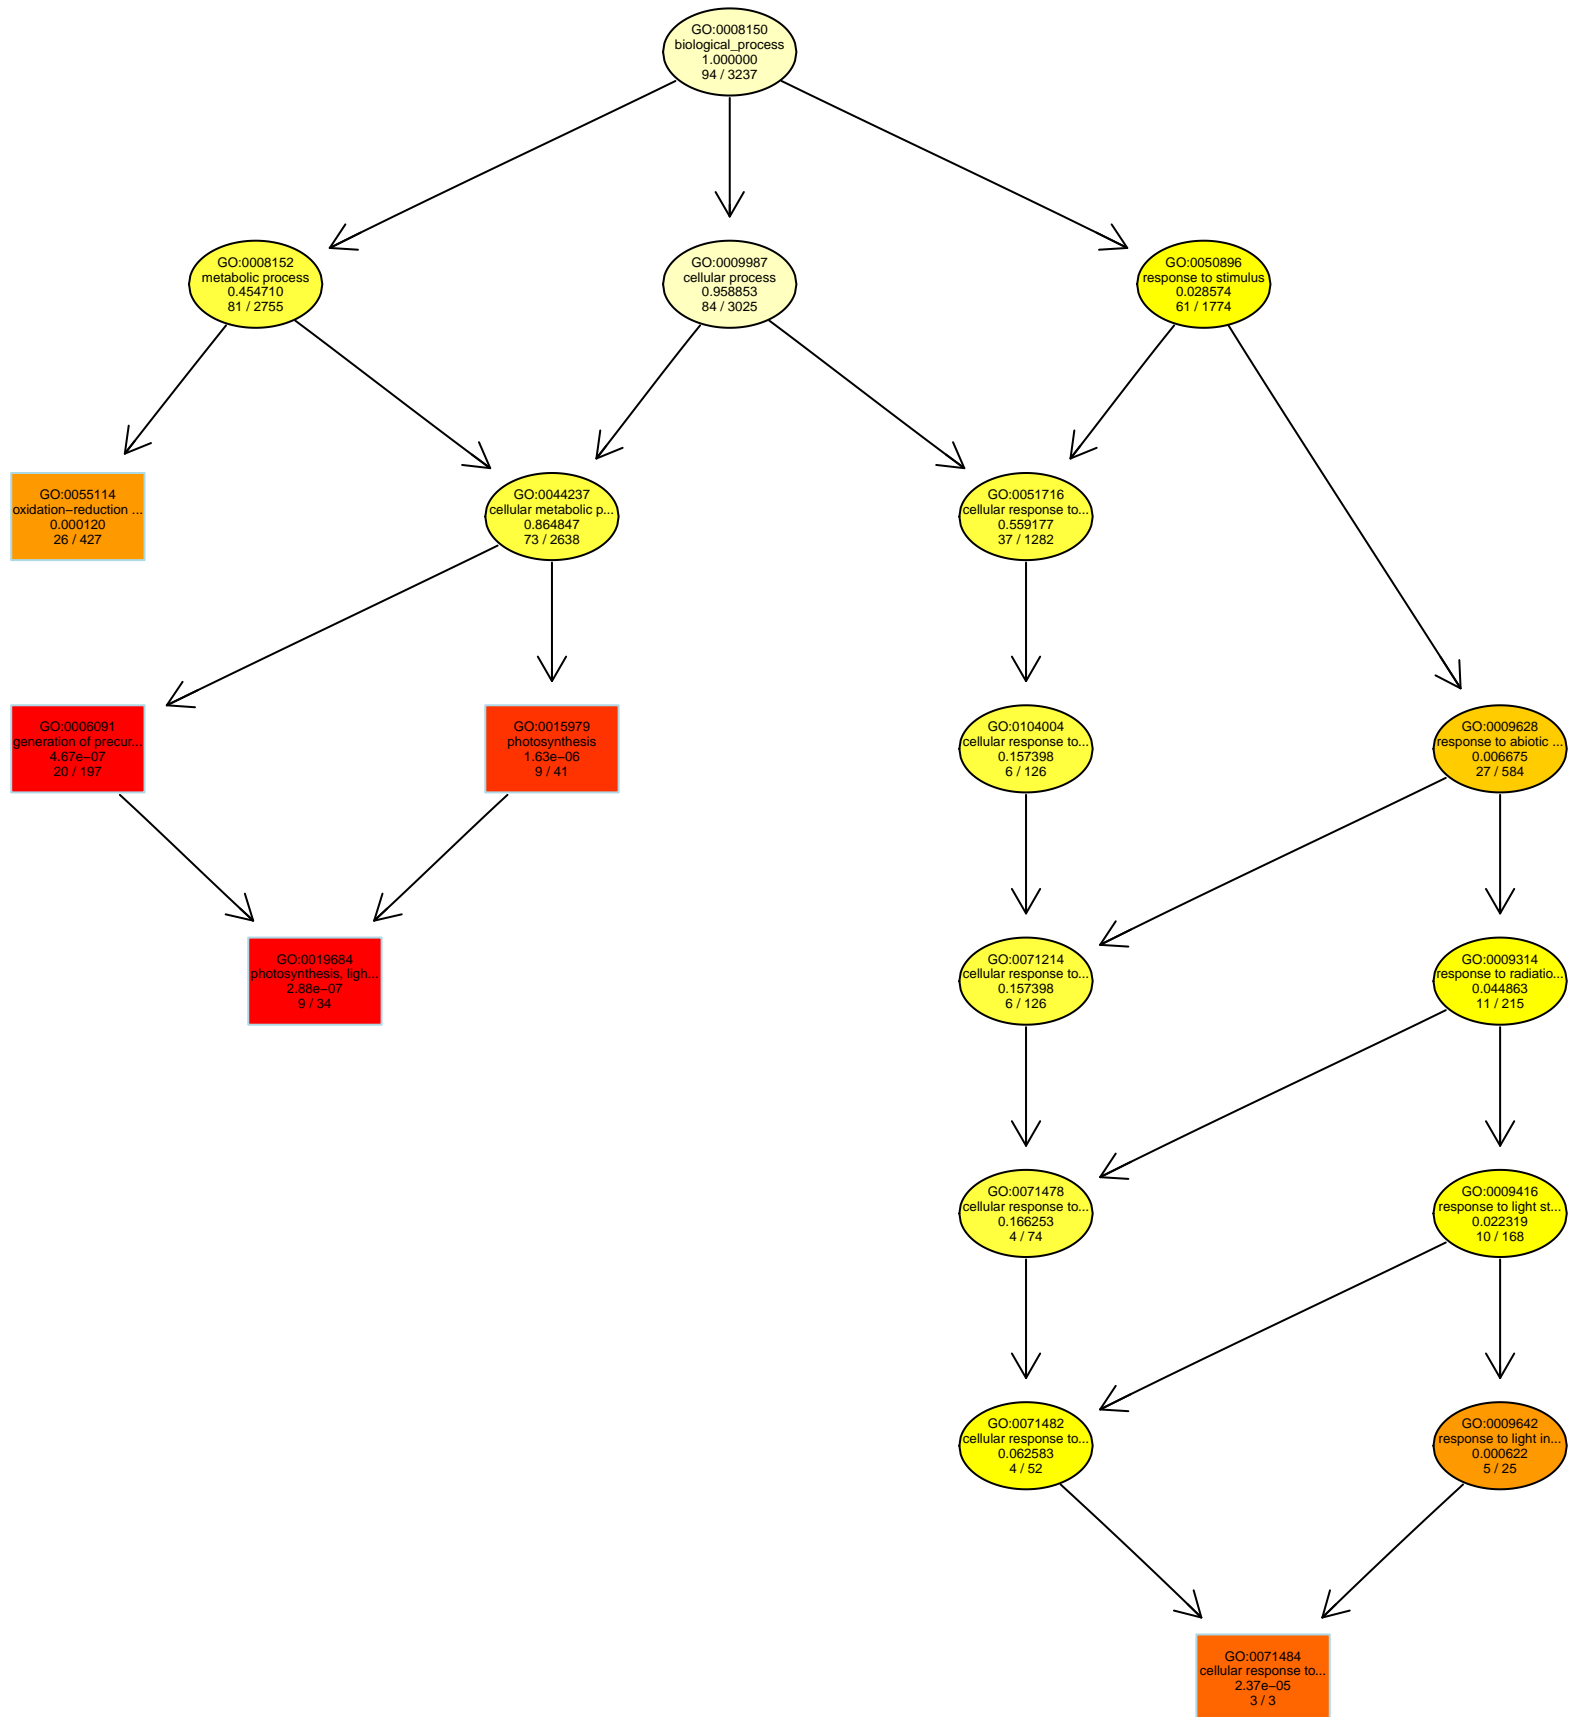 GO:0008150
biological_process
1.000000
94 / 3237
GO:0008152
metabolic process
0.454710
81 / 2755
GO:0009987
cellular process
0.958853
84 / 3025
GO:0050896
response to stimulus
0.028574
61 / 1774
GO:0055114
oxidation−reduction ...
0.000120
26 / 427
GO:0044237
cellular metabolic p...
0.864847
73 / 2638
GO:0051716
cellular response to...
0.559177
37 / 1282
GO:0006091
generation of precur...
4.67e−07
20 / 197
GO:0015979
photosynthesis
1.63e−06
9 / 41
GO:0104004
cellular response to...
0.157398
6 / 126
GO:0009628
response to abiotic ...
0.006675
27 / 584
GO:0019684
photosynthesis, ligh...
2.88e−07
9 / 34
GO:0071214
cellular response to...
0.157398
6 / 126
GO:0009314
response to radiatio...
0.044863
11 / 215
GO:0071478
cellular response to...
0.166253
4 / 74
GO:0009416
response to light st...
0.022319
10 / 168
GO:0071482
cellular response to...
0.062583
4 / 52
GO:0009642
response to light in...
0.000622
5 / 25
GO:0071484
cellular response to...
2.37e−05
3 / 3